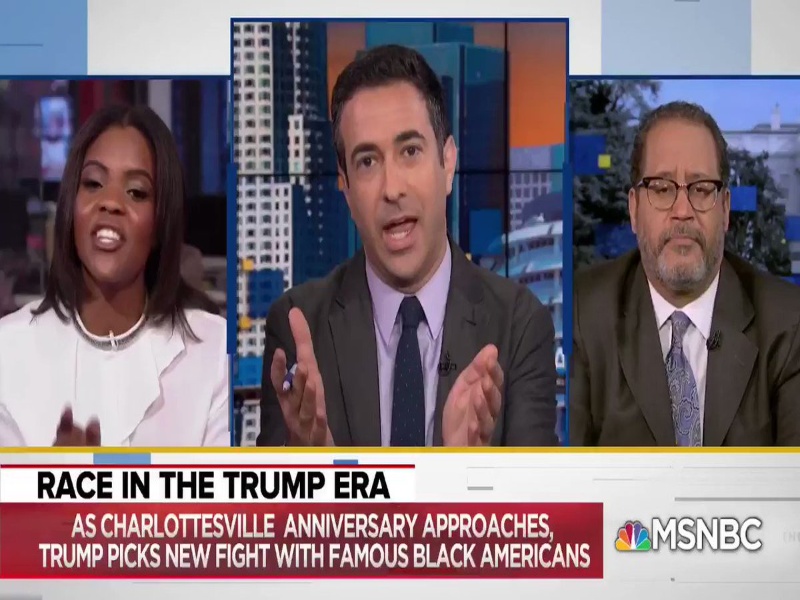 RACE IN THE TRUMP ERA
AS CHARLOTTESVILLE ANNIVERSARY APPROACHES,
TRUMP PICKS NEW FIGHT WITH FAMOUS BLACK AMERICANS
MSNBC